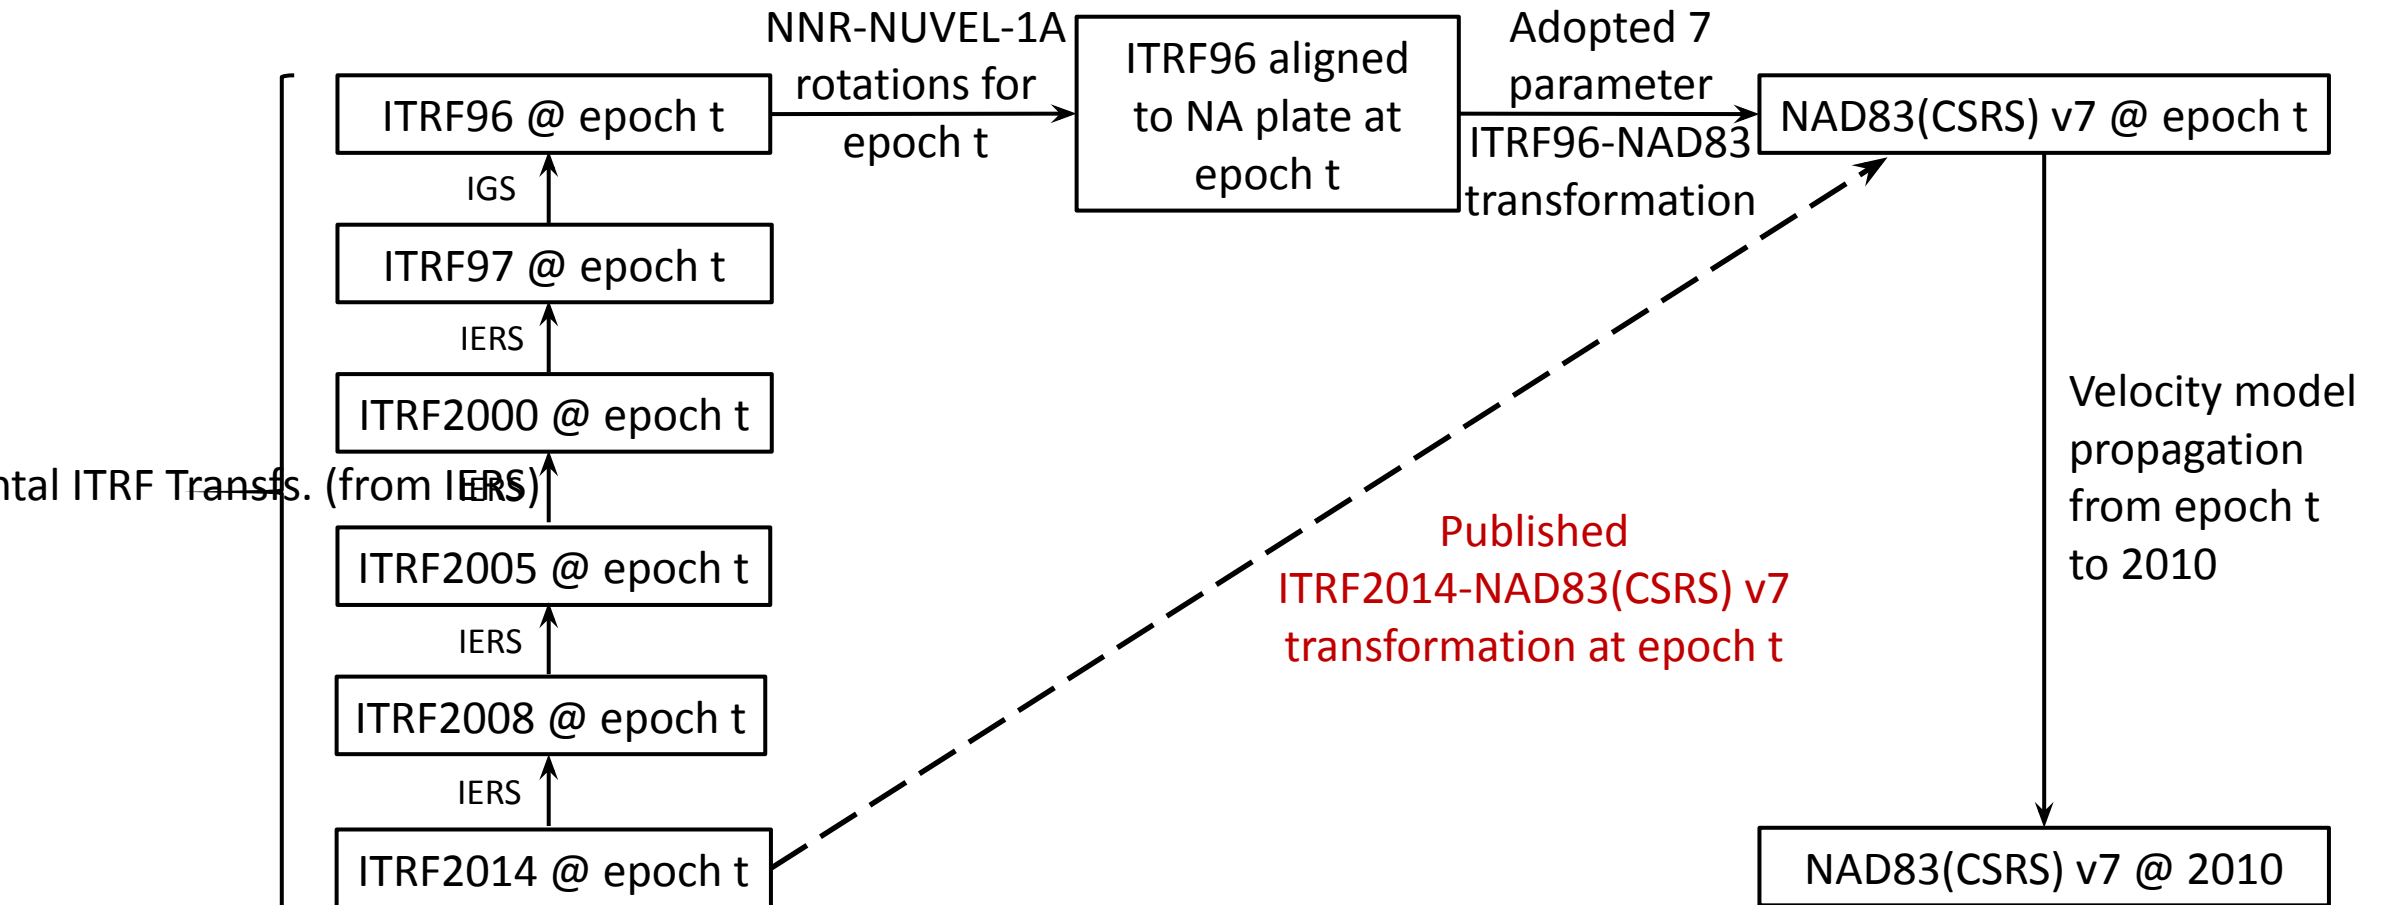 NNR-NUVEL-1A
rotations for
epoch t
ITRF96 aligned
to NA plate at
epoch t
Adopted 7
parameter
ITRF96-NAD83
transformation
ITRF96 @ epoch t
NAD83(CSRS) v7 @ epoch t
IGS
ITRF97 @ epoch t
IERS
ITRF2000 @ epoch t
ntal ITRF Transfs. (from IERS)
IERS
ITRF2005 @ epoch t
IERS
ITRF2008 @ epoch t
IERS
ITRF2014 @ epoch t
Published
ITRF2014-NAD83(CSRS) v7
transformation at epoch t
Velocity model
propagation
from epoch t
to 2010
NAD83(CSRS) v7 @ 2010